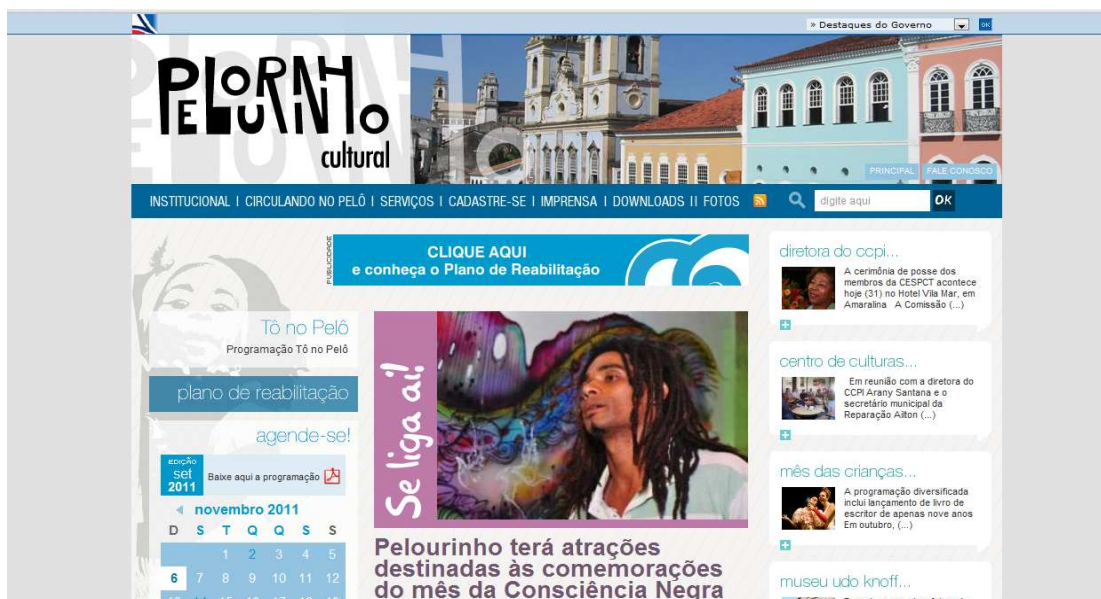 » Destaques do Governo
OK
PELOURINHO
cultural
PRINCIPAL
FALE CONOSCO
INSTITUCIONAL I CIRCULANDO NO PELÔ I SERVIÇOS I CADASTRE-SE I IMPRENSA I DOWNLOADS II FOTOS
digite aqui
OK
PUBLICIDADE
CLIQUE AQUI
e conheça o Plano de Reabilitação
Tô no Pelô
Programação Tô no Pelô
plano de reabilitação
agende-se!
EDIÇÃO
set
2011
Baixe aqui a programação
novembro 2011
D S T Q Q S S
1 2 3 4 5
6 7 8 9 10 11 12
Se liga aí!
Pelourinho terá atrações
destinadas às comemorações
do mês da Consciência Negra
diretora do ccpi...
A cerimônia de posse dos
membros da CESPCT acontece
hoje (31) no Hotel Vila Mar, em
Amaralina A Comissão (...)
centro de culturas...
Em reunião com a diretora do
CCPI Arany Santana e o
secretário municipal da
Reparação Ailton (...)
mês das crianças...
A programação diversificada
inclui lançamento de livro de
escritor de apenas nove anos
Em outubro, (...)
museu udo knoff...